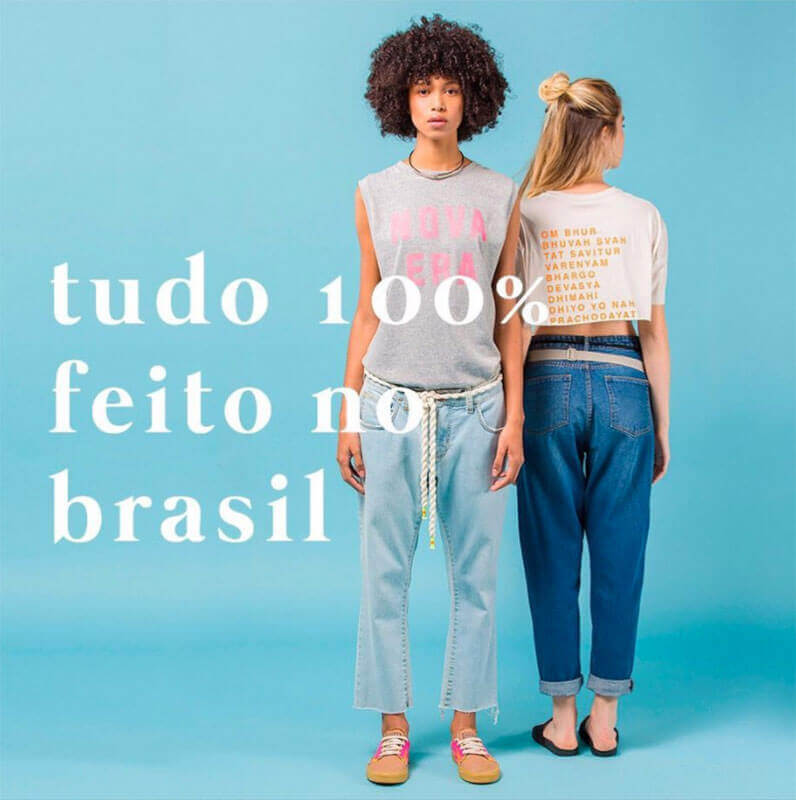 tudo 100%
feito no
brasil
NOVA
ERA
OM BHUR
BHUVAH SVAH
TAT SAVITUR
VARENYAM
BHARGO
DEVASYA
DHIMAHI
DHIYO YO NAH
PRACHODAYAT